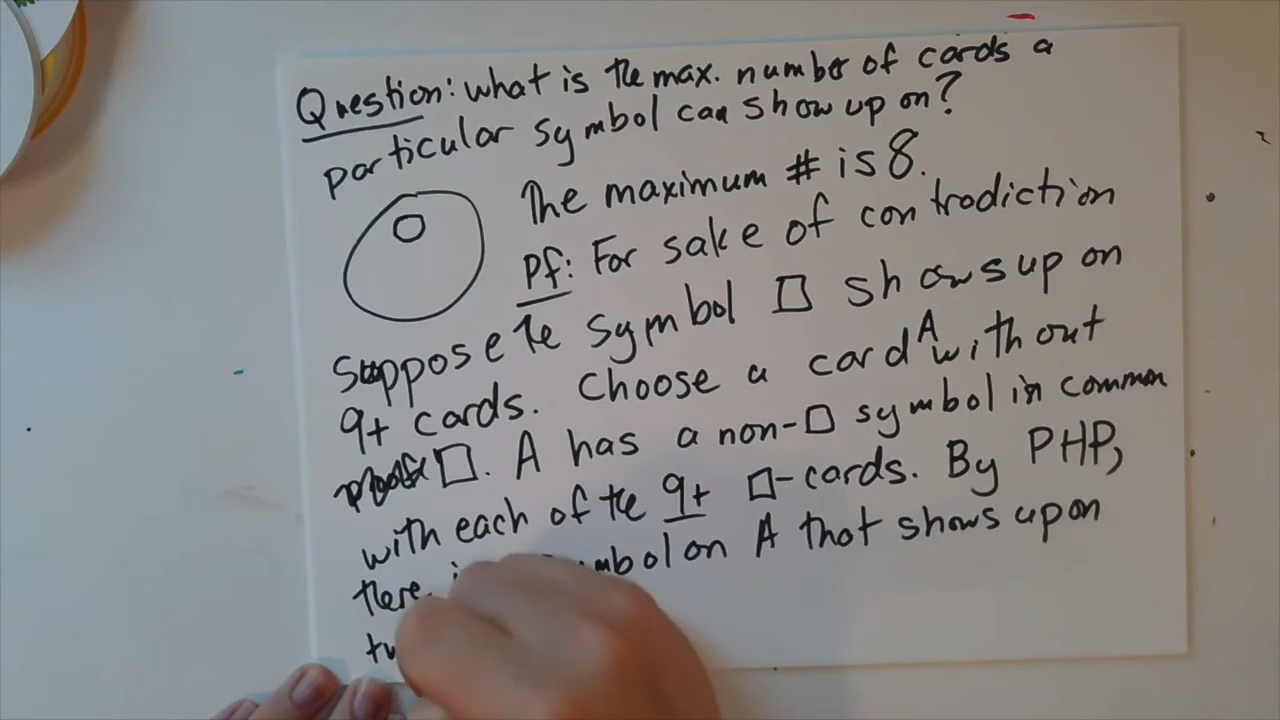 Question: what is the max. number of cards a
particular symbol can show up on?
The maximum # is 8.
Pf: For sake of contradiction
Suppose the symbol □ shows up on
9+ cards. Choose a card A without
□. A has a non-□ symbol in common
with each of the 9+ □-cards. By PHP,
there on A that shows up on